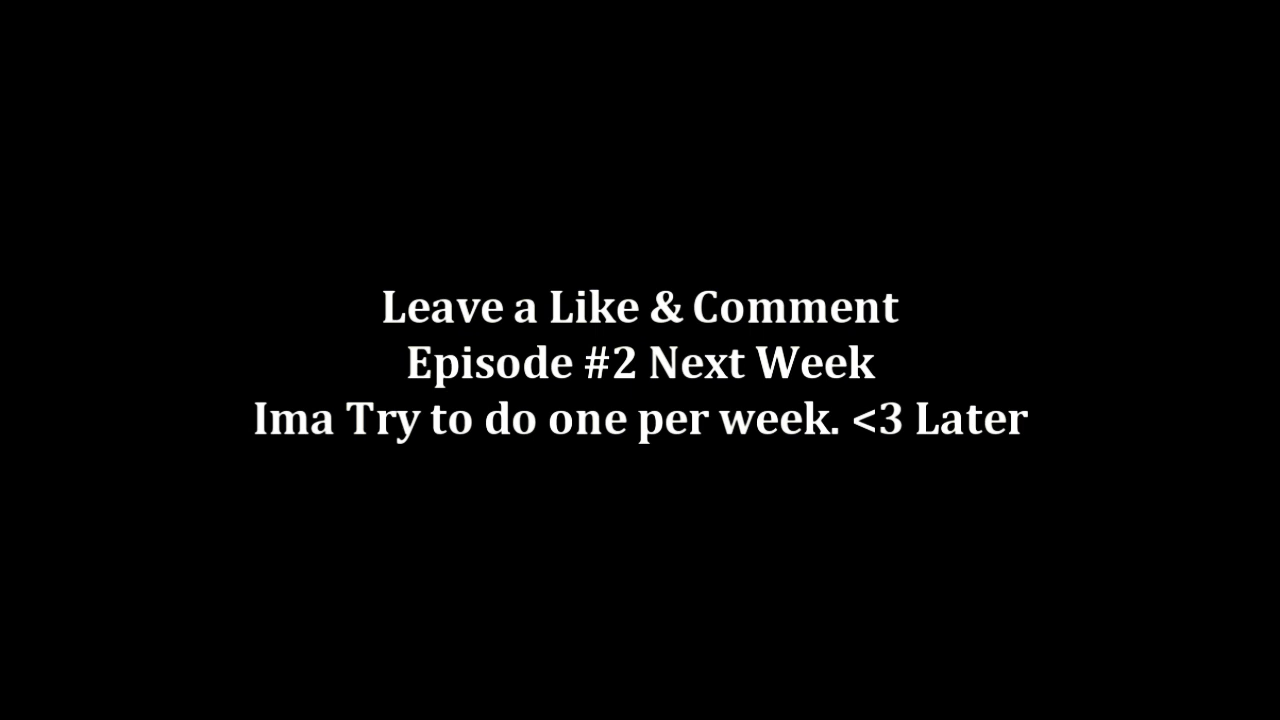 Leave a Like & Comment
Episode #2 Next Week
Ima Try to do one per week. <3 Later